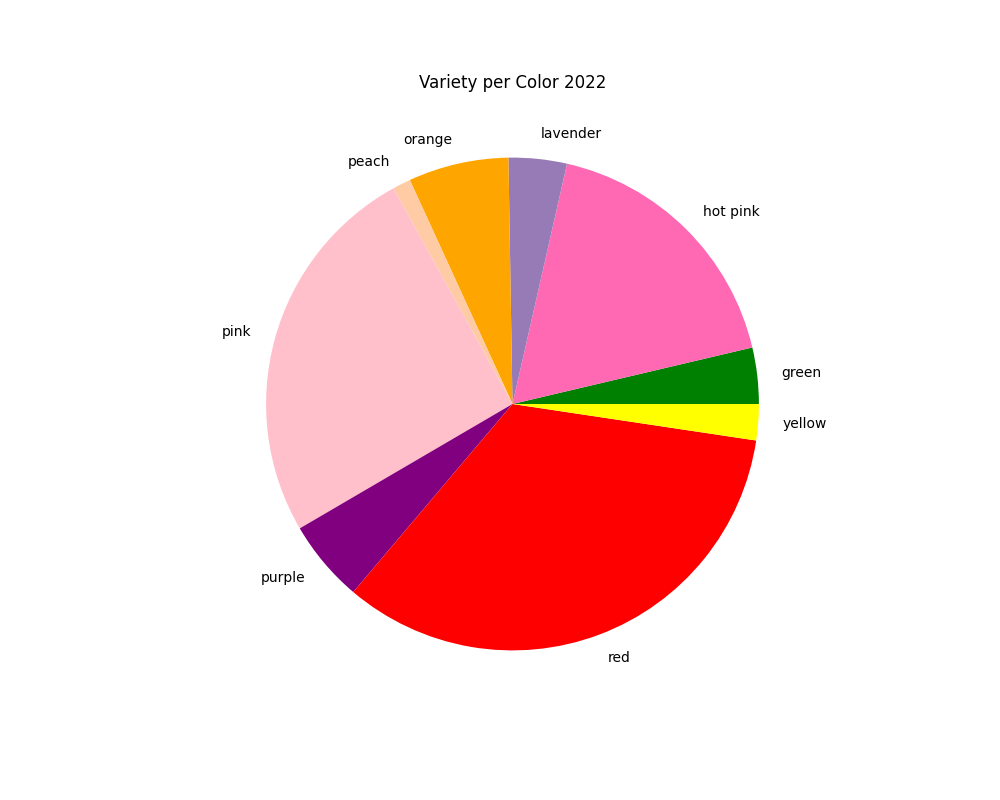 Variety per Color 2022
lavender
orange
peach
hot pink
pink
green
yellow
purple
red